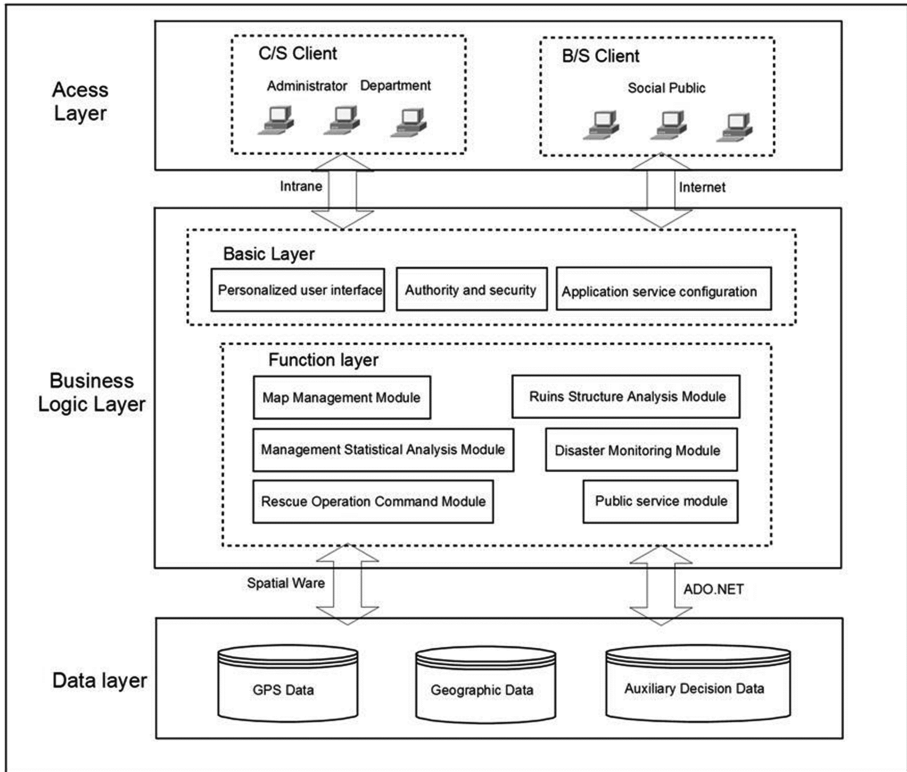 Acess
Layer
C/S Client
Administrator Department
B/S Client
Social Public
Intrane
Internet
Business
Logic Layer
Basic Layer
Personalized user interface
Authority and security
Application service configuration
Function layer
Map Management Module
Ruins Structure Analysis Module
Management Statistical Analysis Module
Disaster Monitoring Module
Rescue Operation Command Module
Public service module
Spatial Ware
ADO.NET
Data layer
GPS Data
Geographic Data
Auxiliary Decision Data